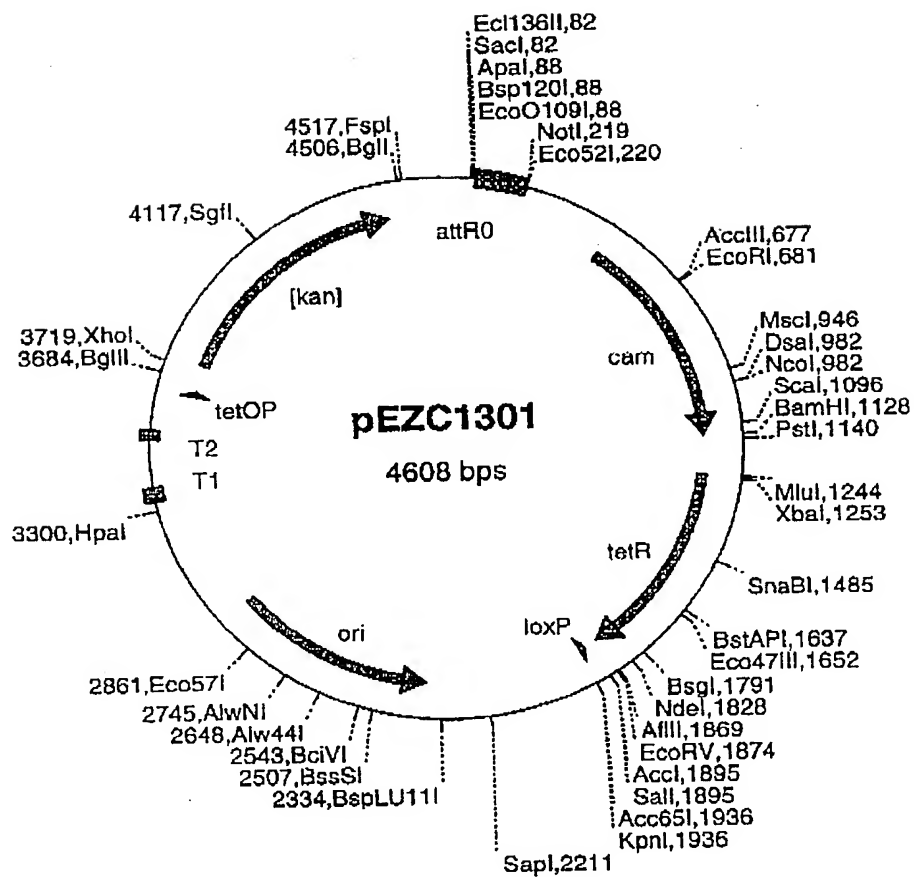 Ecl136II,82
SacI,82
ApaI,88
Bsp120I,88
EcoO109I,88
NotI,219
Eco52I,220
4517,FspI
4506,BglI
4117,SgfI
attR0
AccIII,677
EcoRI,681
[kan]
MscI,946
DsaI,982
NcoI,982
ScaI,1096
BamHI,1128
PstI,1140
cam
3719,XhoI
3684,BglII
tetOP
pEZC1301
4608 bps
T2
T1
MluI,1244
XbaI,1253
3300,HpaI
tetR
SnaBI,1485
loxP
ori
BstAPI,1637
Eco47III,1652
BsgI,1791
NdeI,1828
AflII,1869
EcoRV,1874
AccI,1895
SalI,1895
Acc65I,1936
KpnI,1936
2861,Eco57I
2745,AlwNI
2648,Alw44I
2543,BciVI
2507,BssSI
2334,BspLU11I
SapI,2211